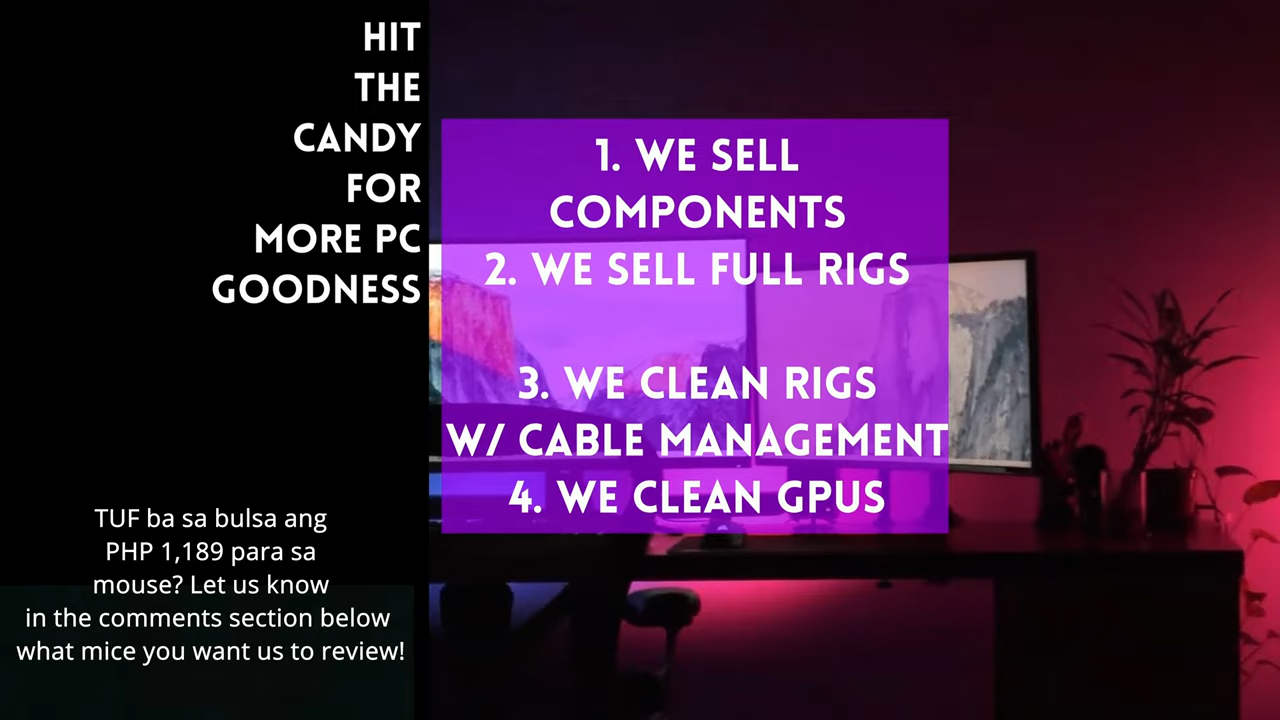 HIT
THE
CANDY
FOR
MORE PC
GOODNESS
1. WE SELL
COMPONENTS
2. WE SELL FULL RIGS
3. WE CLEAN RIGS
W/ CABLE MANAGEMENT
4. WE CLEAN GPUS
TUF ba sa bulsa ang
PHP 1,189 para sa
mouse? Let us know
in the comments section below
what mice you want us to review!